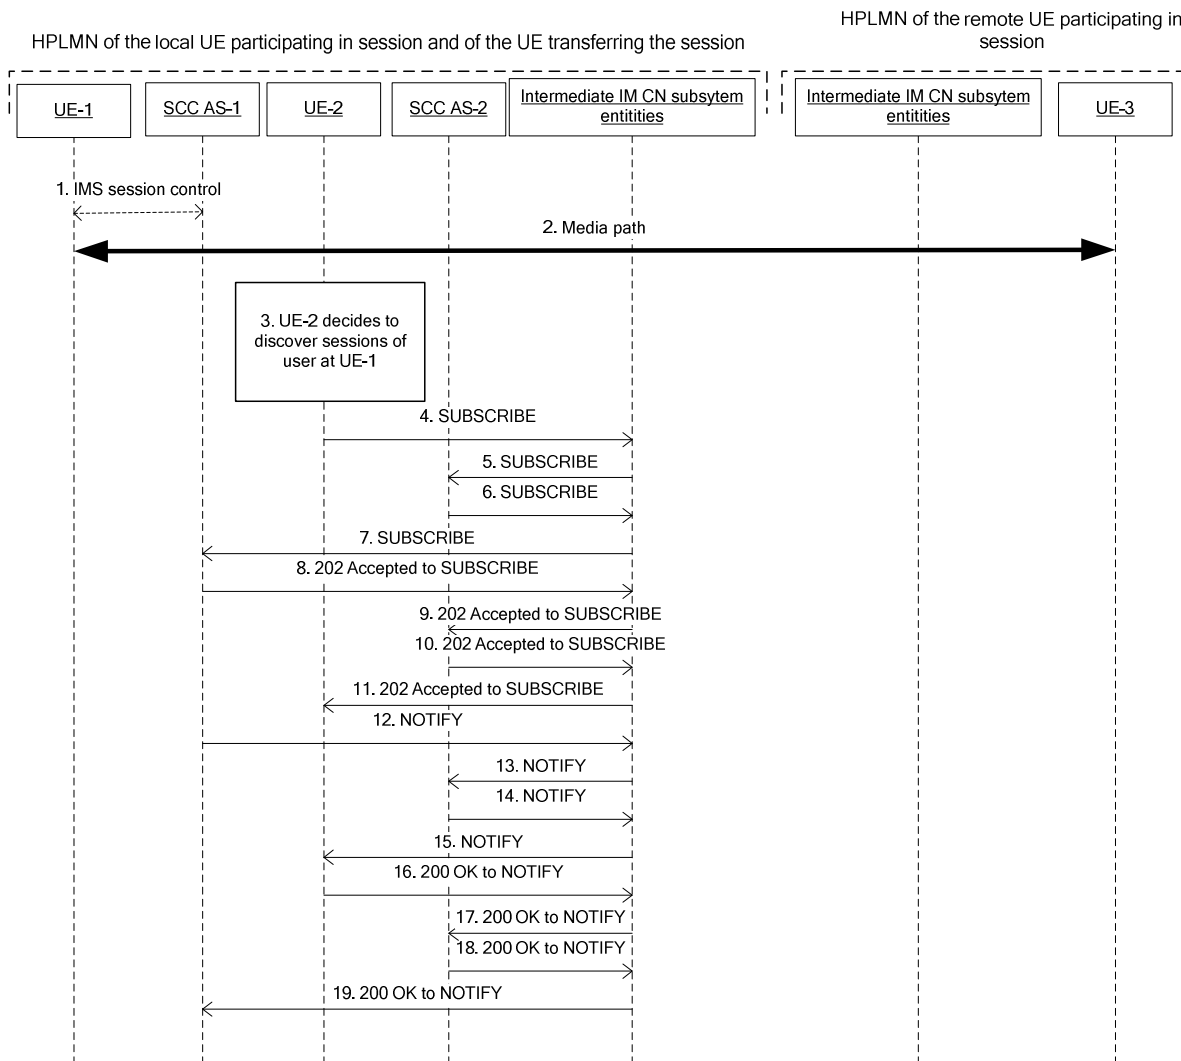 HPLMN of the remote UE participating in
session
HPLMN of the local UE participating in session and of the UE transferring the session
UE-1
SCC AS-1
UE-2
SCC AS-2
Intermediate IM CN subsytem
entitities
Intermediate IM CN subsytem
entitities
UE-3
1. IMS session control
2. Media path
3. UE-2 decides to
discover sessions of
user at UE-1
4. SUBSCRIBE
5. SUBSCRIBE
6. SUBSCRIBE
7. SUBSCRIBE
8. 202 Accepted to SUBSCRIBE
9. 202 Accepted to SUBSCRIBE
10. 202 Accepted to SUBSCRIBE
11. 202 Accepted to SUBSCRIBE
12. NOTIFY
13. NOTIFY
14. NOTIFY
15. NOTIFY
16. 200 OK to NOTIFY
17. 200 OK to NOTIFY
18. 200 OK to NOTIFY
19. 200 OK to NOTIFY